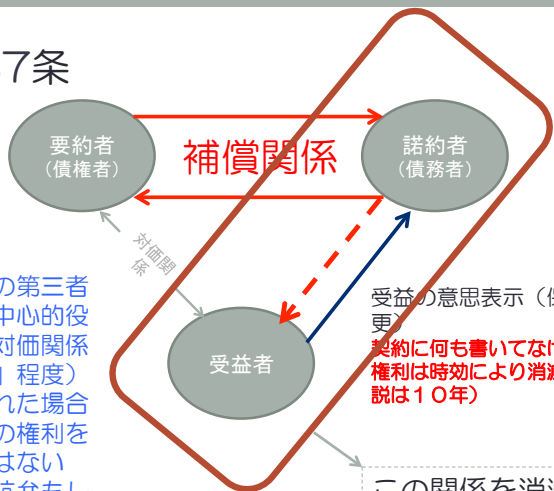 7条
要約者
（債権者）
補償関係
諾約者
（債務者）
対価関
係
の第三者
中心的役
対価関係
」程度）
れた場合
の権利を
はない
受益者
受益の意思表示（
更）
契約に何も書いてな
権利は時効により消
説は１０年）
この関係を消